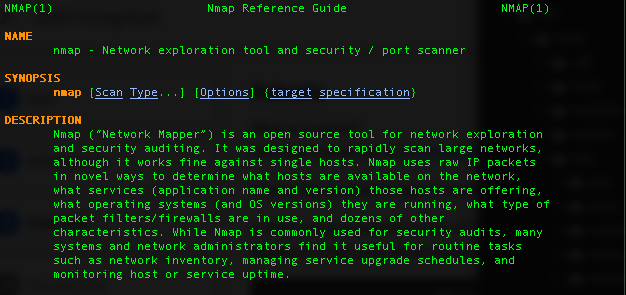 NMAP(1) Nmap Reference Guide NMAP(1)
NAME
nmap - Network exploration tool and security / port scanner
SYNOPSIS
nmap [Scan Type...] [Options] {target specification}
DESCRIPTION
Nmap (“Network Mapper”) is an open source tool for network exploration
and security auditing. It was designed to rapidly scan large networks,
although it works fine against single hosts. Nmap uses raw IP packets
in novel ways to determine what hosts are available on the network,
what services (application name and version) those hosts are offering,
what operating systems (and OS versions) they are running, what type of
packet filters/firewalls are in use, and dozens of other
characteristics. While Nmap is commonly used for security audits, many
systems and network administrators find it useful for routine tasks
such as network inventory, managing service upgrade schedules, and
monitoring host or service uptime.